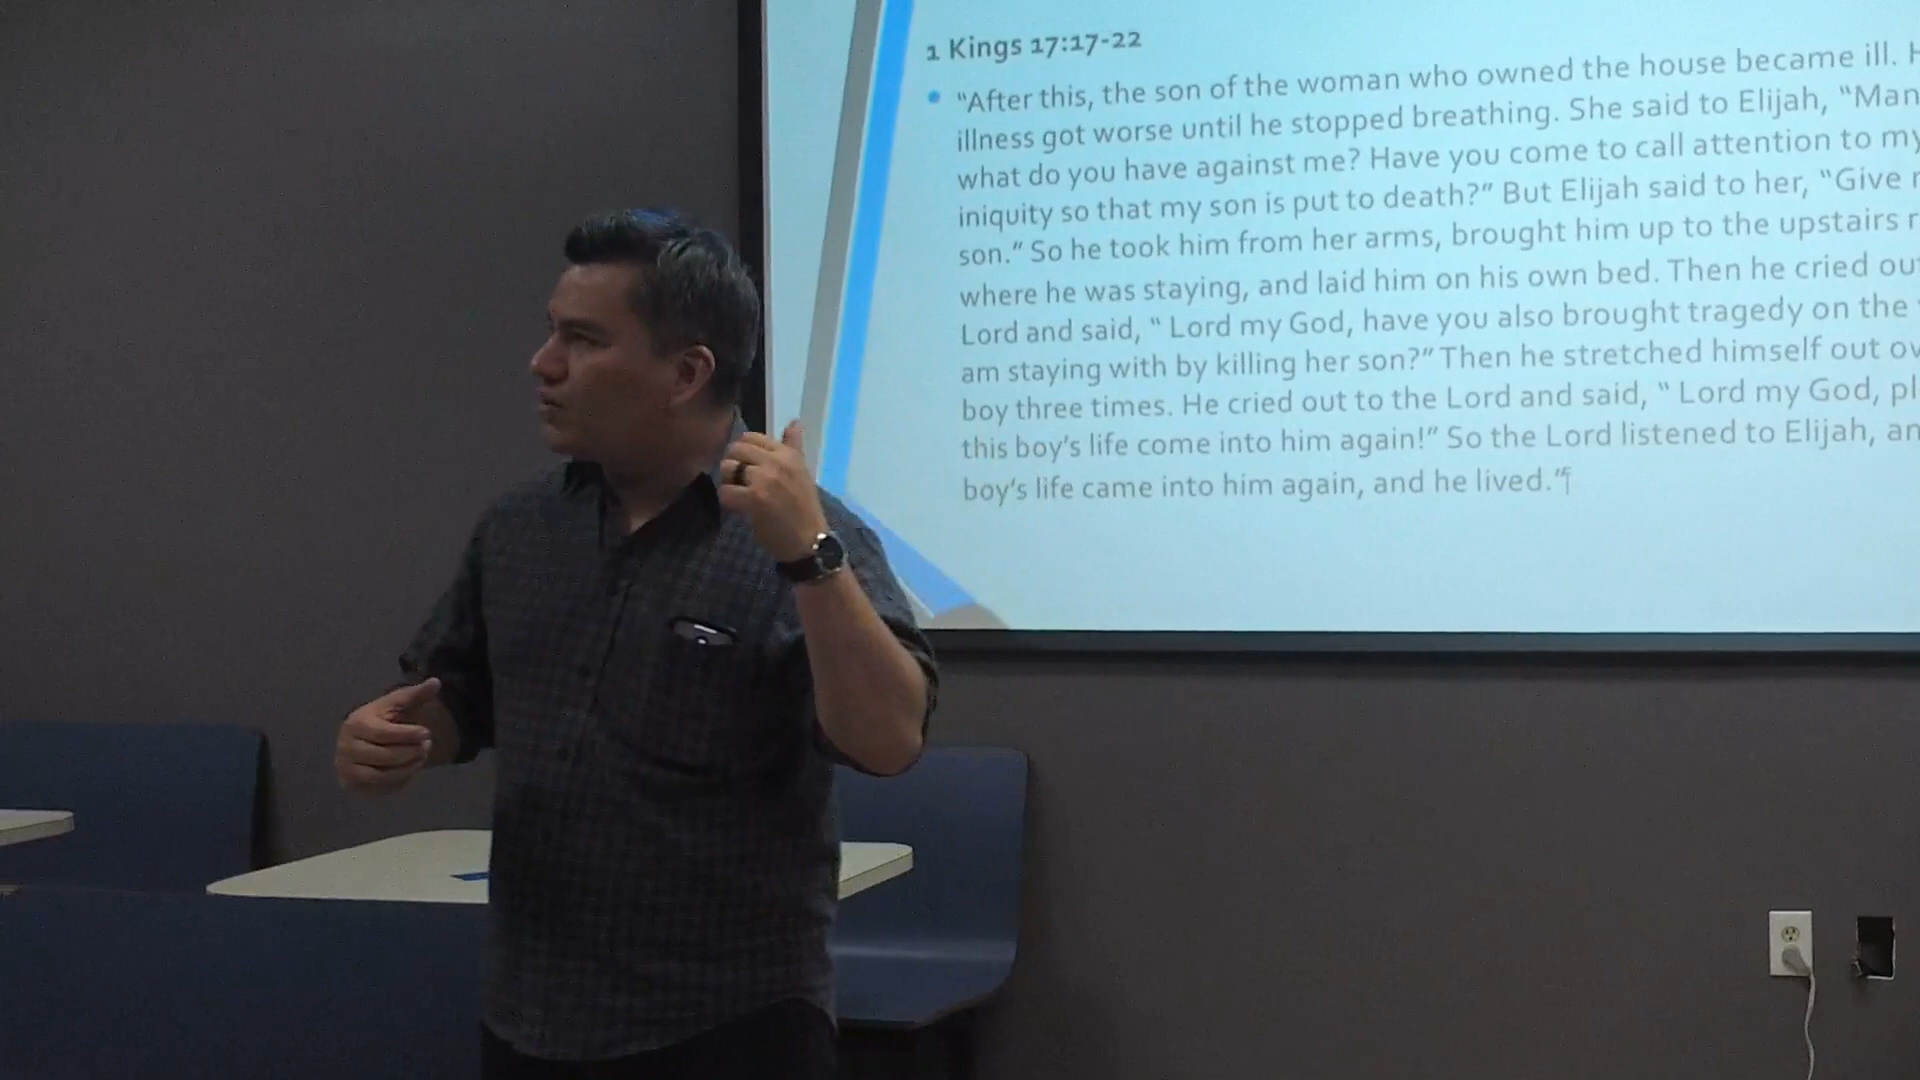 1 Kings 17:17-22
“After this, the son of the woman who owned the house became ill.
illness got worse until he stopped breathing. She said to Elijah, “Man
what do you have against me? Have you come to call attention to my
iniquity so that my son is put to death?” But Elijah said to her, “Give
son.” So he took him from her arms, brought him up to the upstairs
where he was staying, and laid him on his own bed. Then he cried
Lord and said, “ Lord my God, have you also brought tragedy on the
am staying with by killing her son?” Then he stretched himself out
boy three times. He cried out to the Lord and said, “ Lord my God,
this boy’s life come into him again!” So the Lord listened to Elijah,
boy’s life came into him again, and he lived.”